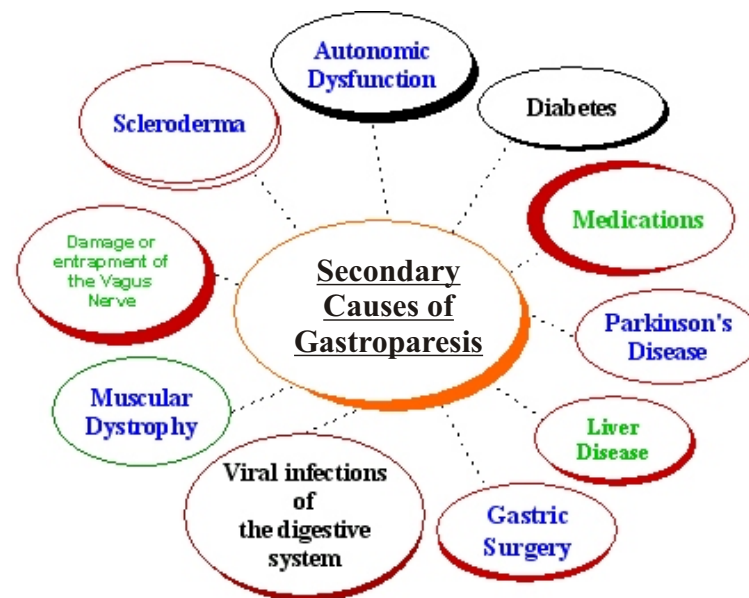 Secondary
Causes of
Gastroparesis
Autonomic
Dysfunction
Diabetes
Medications
Parkinson's
Disease
Liver
Disease
Gastric
Surgery
Viral infections
of
the digestive
system
Muscular
Dystrophy
Damage or
entrapment of
the Vagus
Nerve
Scleroderma